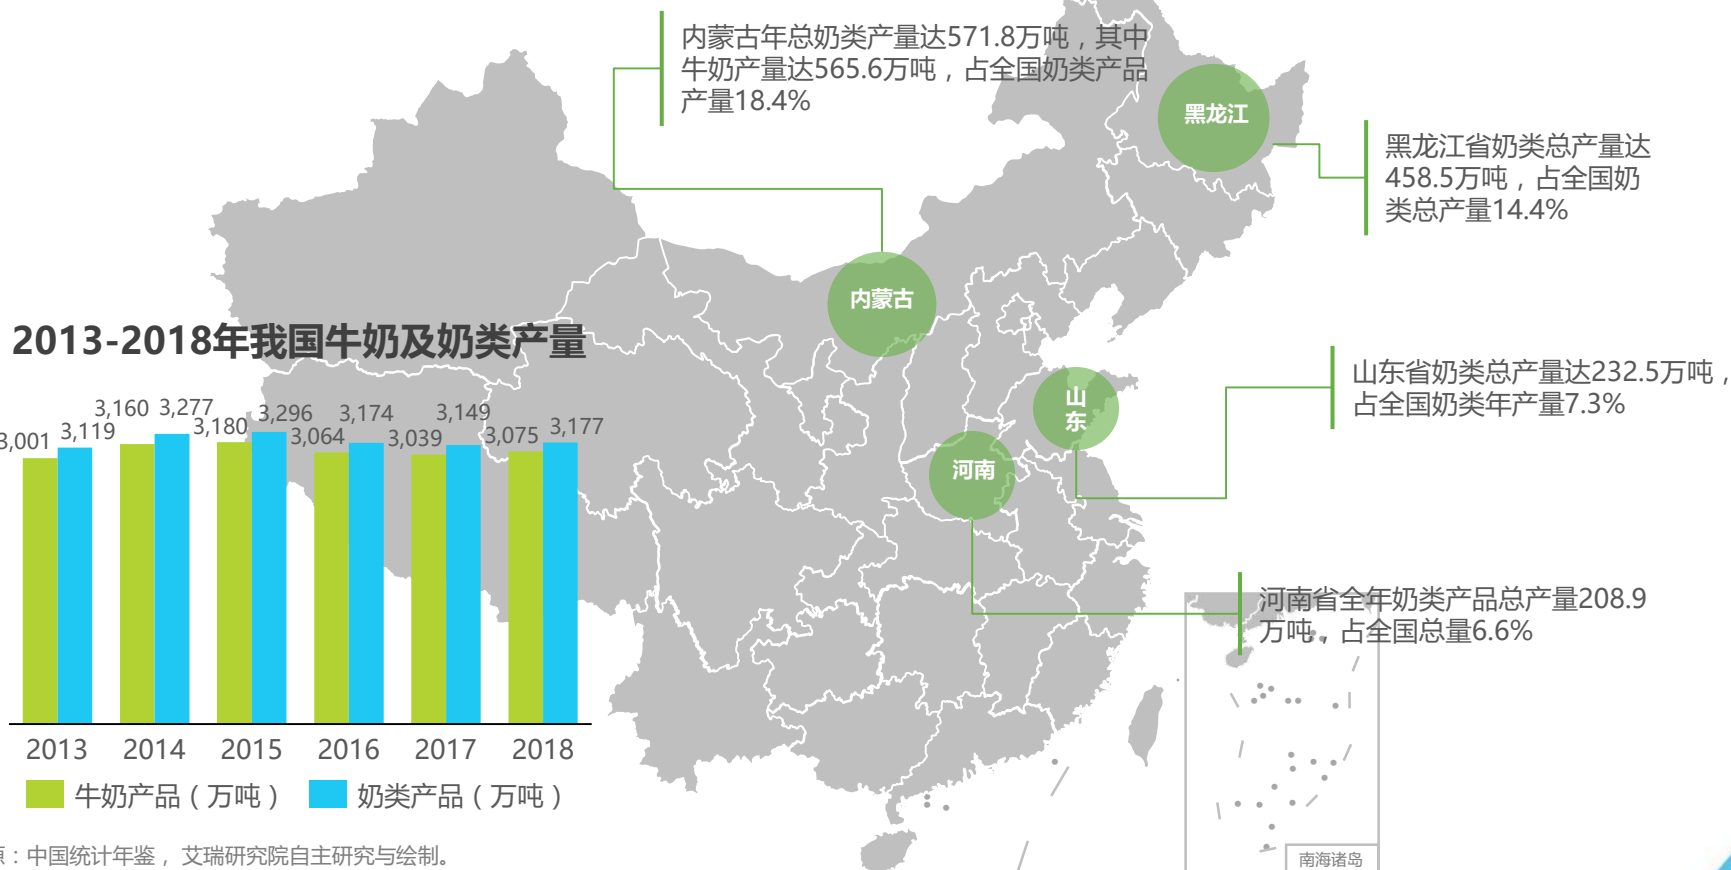 内蒙古年总奶类产量达571.8万吨，其中
牛奶产量达565.6万吨，占全国奶类产品
产量18.4%
黑龙江
黑龙江省奶类总产量达
458.5万吨，占全国奶
类总产量14.4%
内蒙古
2013-2018年我国牛奶及奶类产量
山东省奶类总产量达232.5万吨，
占全国奶类年产量7.3%
山
东
河南
3,001 3,119 3,160 3,277 3,180 3,296 3,064 3,174 3,039 3,149 3,075 3,177
河南省全年奶类产品总产量208.9
万吨，占全国总量6.6%
2013 2014 2015 2016 2017 2018
牛奶产品（万吨） 奶类产品（万吨）
：中国统计年鉴，艾瑞研究院自主研究与绘制。
南海诸岛